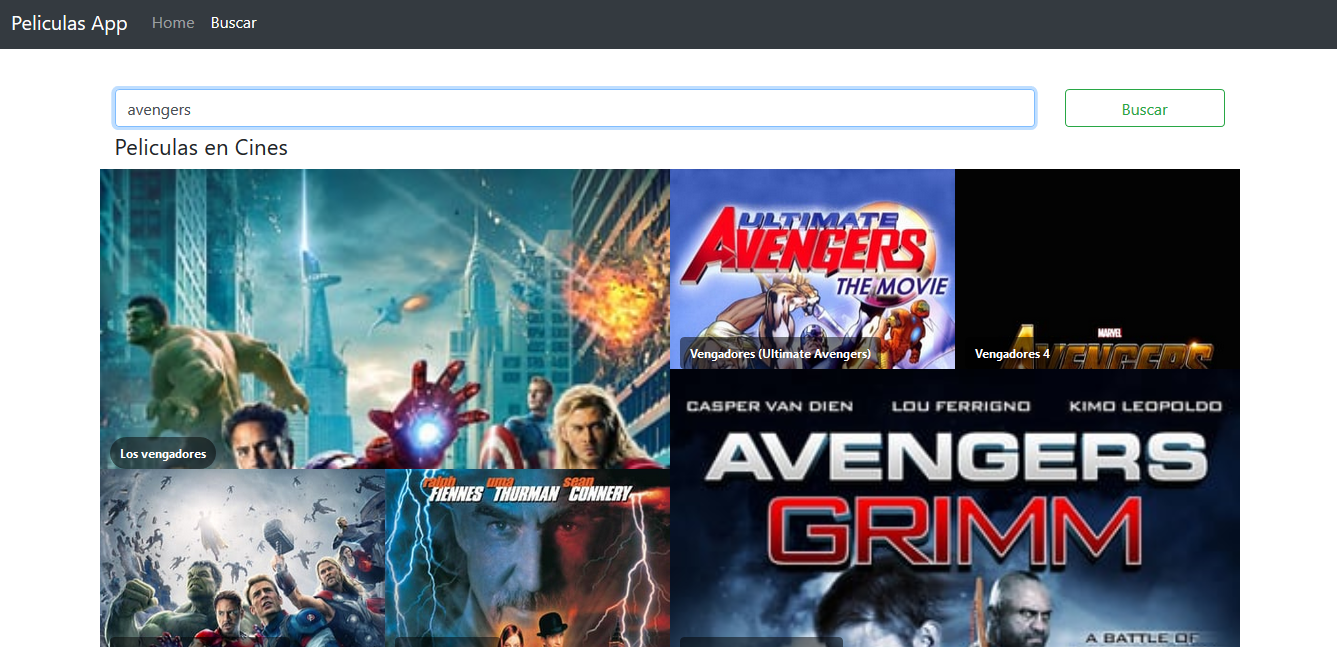 Peliculas App Home Buscar
avengers
Buscar
Peliculas en Cines
ULTIMATE
AVENGERS
THE MOVIE
Vengadores (Ultimate Avengers)
MARVEL
AVENGERS
Vengadores 4
Los vengadores
CASPER VAN DIEN LOU FERRIGNO KIMO LEOPOLDO
AVENGERS
GRIMM
A BATTLE OF
ralph FIENNES uma THURMAN sean CONNERY